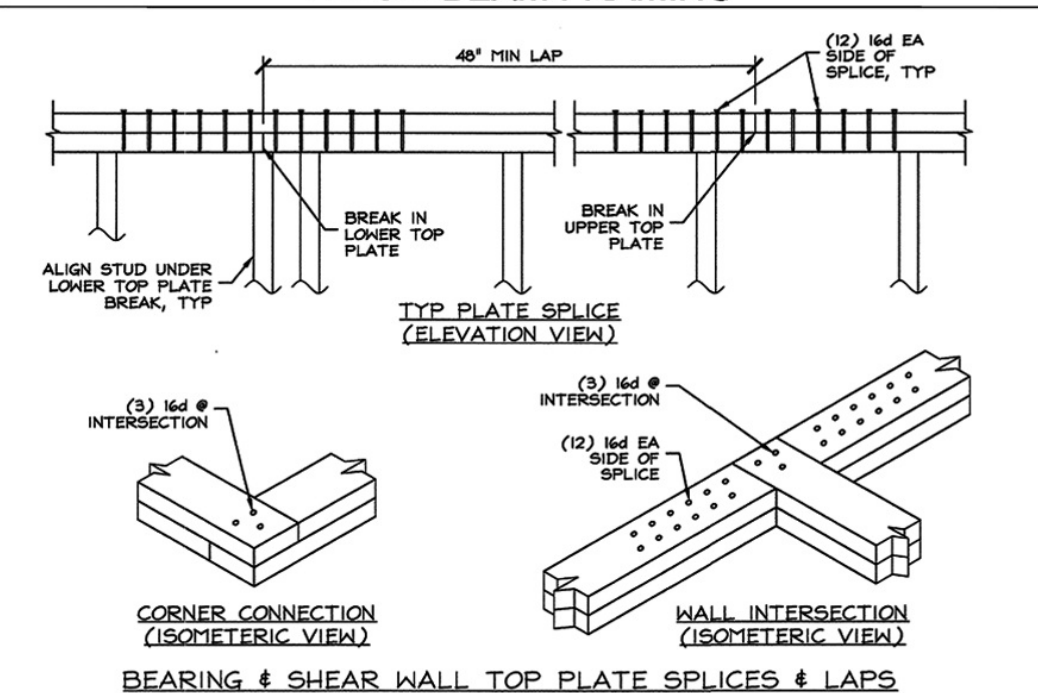 48" MIN LAP
(12) 16d EA
SIDE OF
SPLICE, TYP
BREAK IN
LOWER TOP
PLATE
BREAK IN
UPPER TOP
PLATE
ALIGN STUD UNDER
LOWER TOP PLATE
BREAK, TYP
TYP PLATE SPLICE
(ELEVATION VIEW)
(3) 16d @
INTERSECTION
(3) 16d @
INTERSECTION
(12) 16d EA
SIDE OF
SPLICE
CORNER CONNECTION
(ISOMETERIC VIEW)
WALL INTERSECTION
(ISOMETERIC VIEW)
BEARING & SHEAR WALL TOP PLATE SPLICES & LAPS